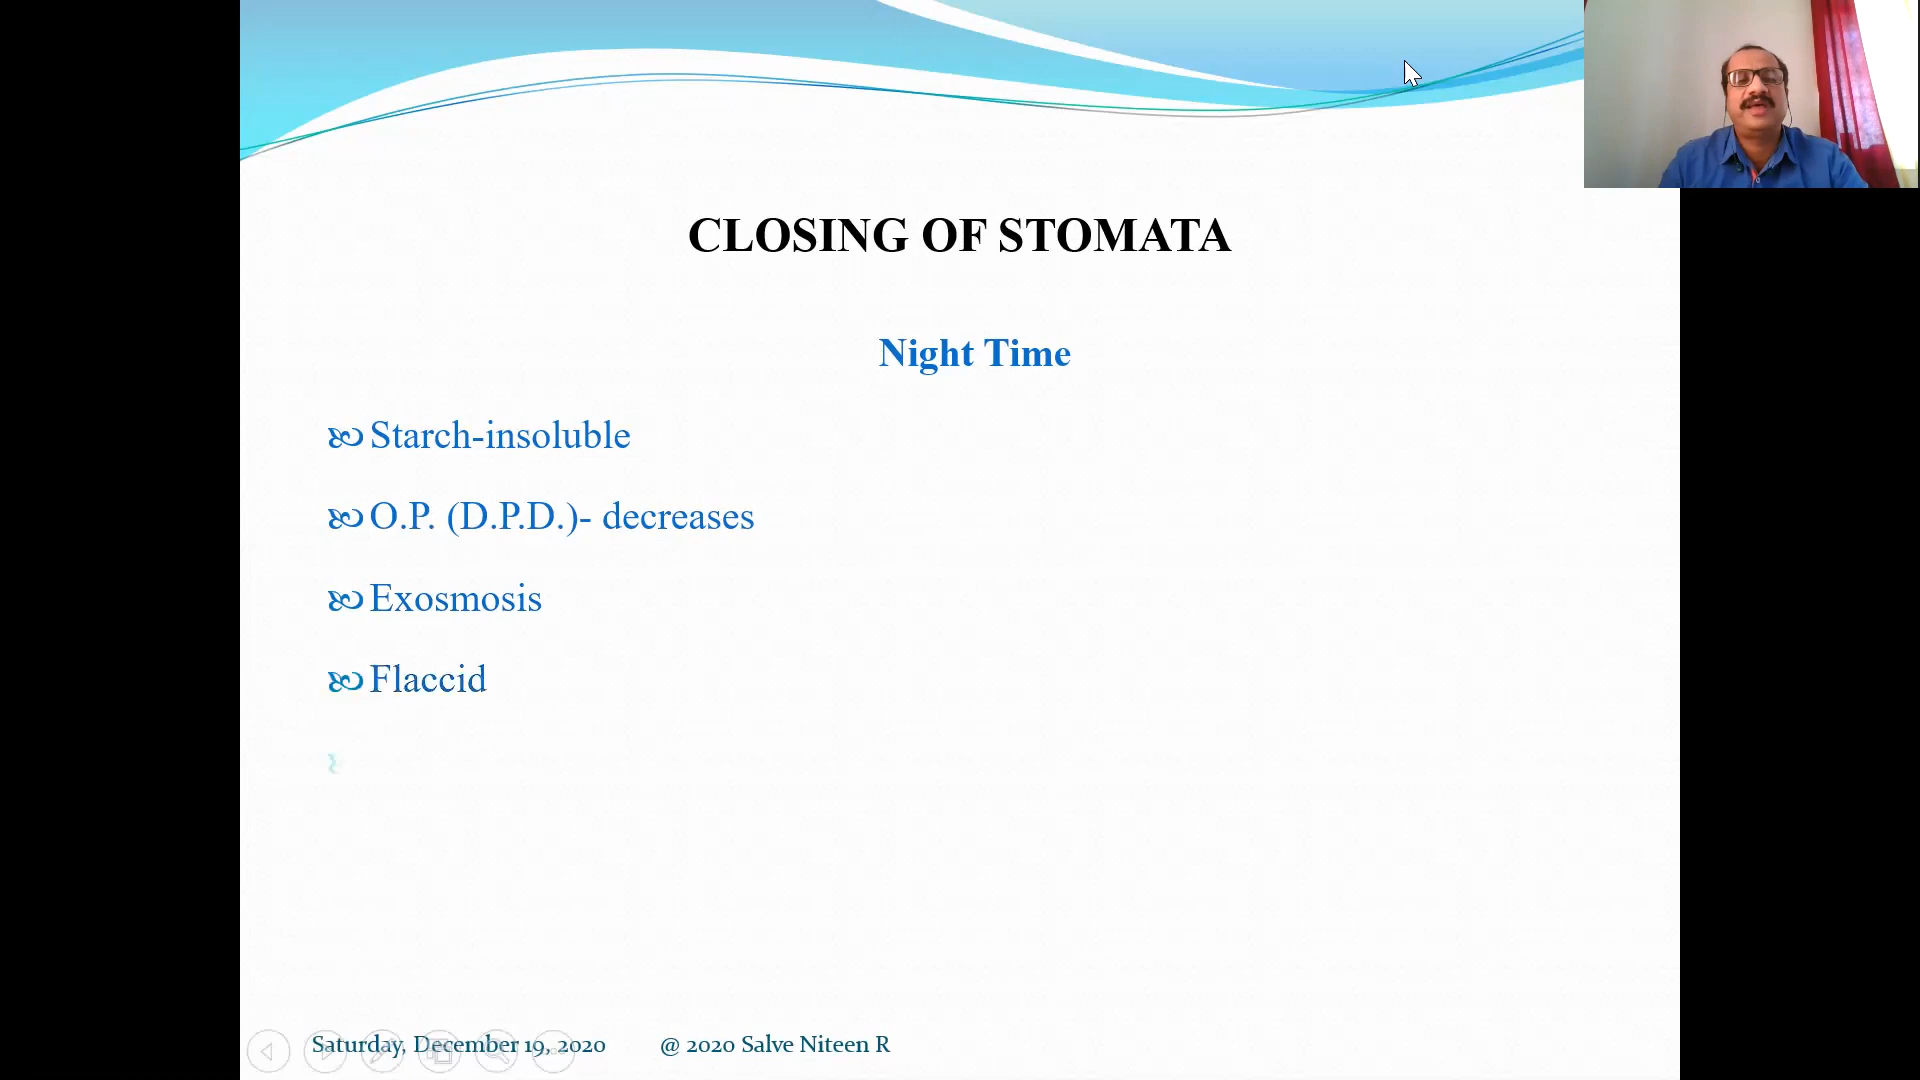 CLOSING OF STOMATA
Night Time
Starch-insoluble
O.P. (D.P.D.)- decreases
Exosmosis
Flaccid
Saturday, December 19, 2020
@ 2020 Salve Niteen R